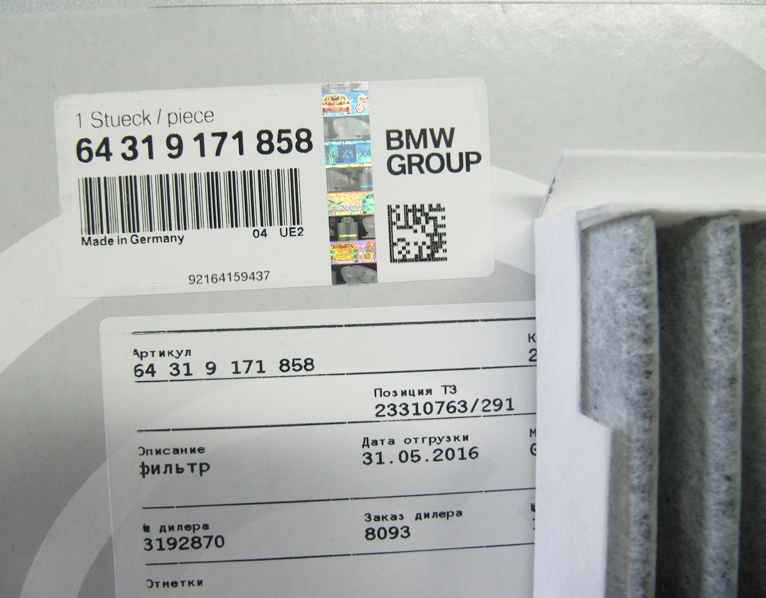 1 Stueck / piece
64 31 9 171 858
BMW
GROUP
Made in Germany 04 UE2
92164159437
Артикул
64 31 9 171 858
Позиция ТЗ
23310763/291
Описание
фильтр
Дата отгрузки
31.05.2016
№ дилера
3192870
Заказ дилера
8093
Отметки